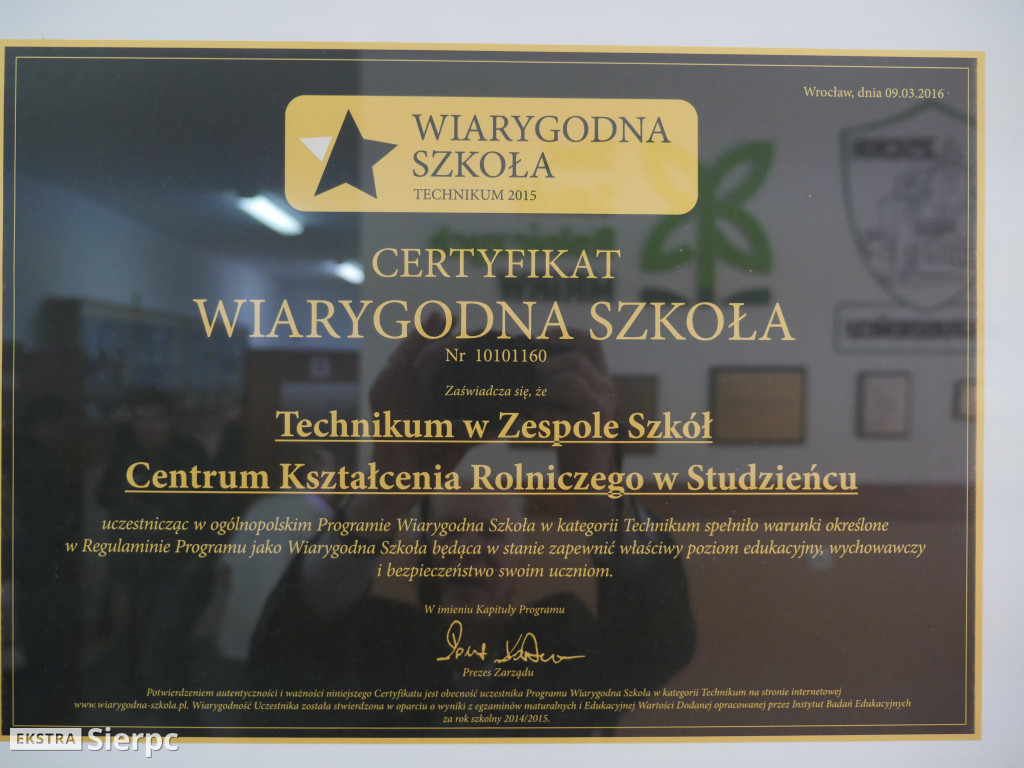 Wrocław, dnia 09.03.2016
WIARYGODNA
SZKOŁA
TECHNIKUM 2015
CERTYFIKAT
WIARYGODNA SZKOŁA
Nr 10101160
Zaświadcza się, że
Technikum w Zespole Szkół
Centrum Kształcenia Rolniczego w Studzieńcu
uczestnicząc w ogólnopolskim Programie Wiarygodna Szkoła w kategorii Technikum spełniło warunki określone
w Regulaminie Programu jako Wiarygodna Szkoła będąca w stanie zapewnić właściwy poziom edukacyjny, wychowawczy
i bezpieczeństwo swoim uczniom.
W imieniu Kapituły Programu
Prezes Zarządu
Potwierdzeniem autentyczności i ważności niniejszego Certyfikatu jest obecność uczestnika Programu Wiarygodna Szkoła w kategorii Technikum na stronie internetowej
www.wiarygodna-szkola.pl. Wiarygodność Uczestnika została stwierdzona w oparciu o wyniki z egzaminów maturalnych i Edukacyjnej Wartości Dodanej opracowanej przez Instytut Badań Edukacyjnych
za rok szkolny 2014/2015.
EKSTRA Sierpc